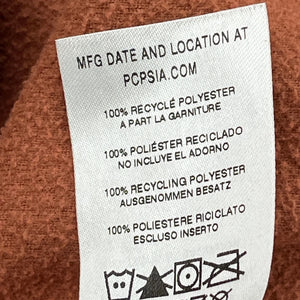 MFG DATE AND LOCATION AT
PCPSIA.COM
100% RECYCLÉ POLYESTER
A PART LA GARNITURE
100% POLIÉSTER RECICLADO
NO INCLUYE EL ADORNO
100% RECYCLING POLYESTER
AUSGENOMMEN BESATZ
100% POLIESTERE RICICLATO
ESCLUSO INSERTO